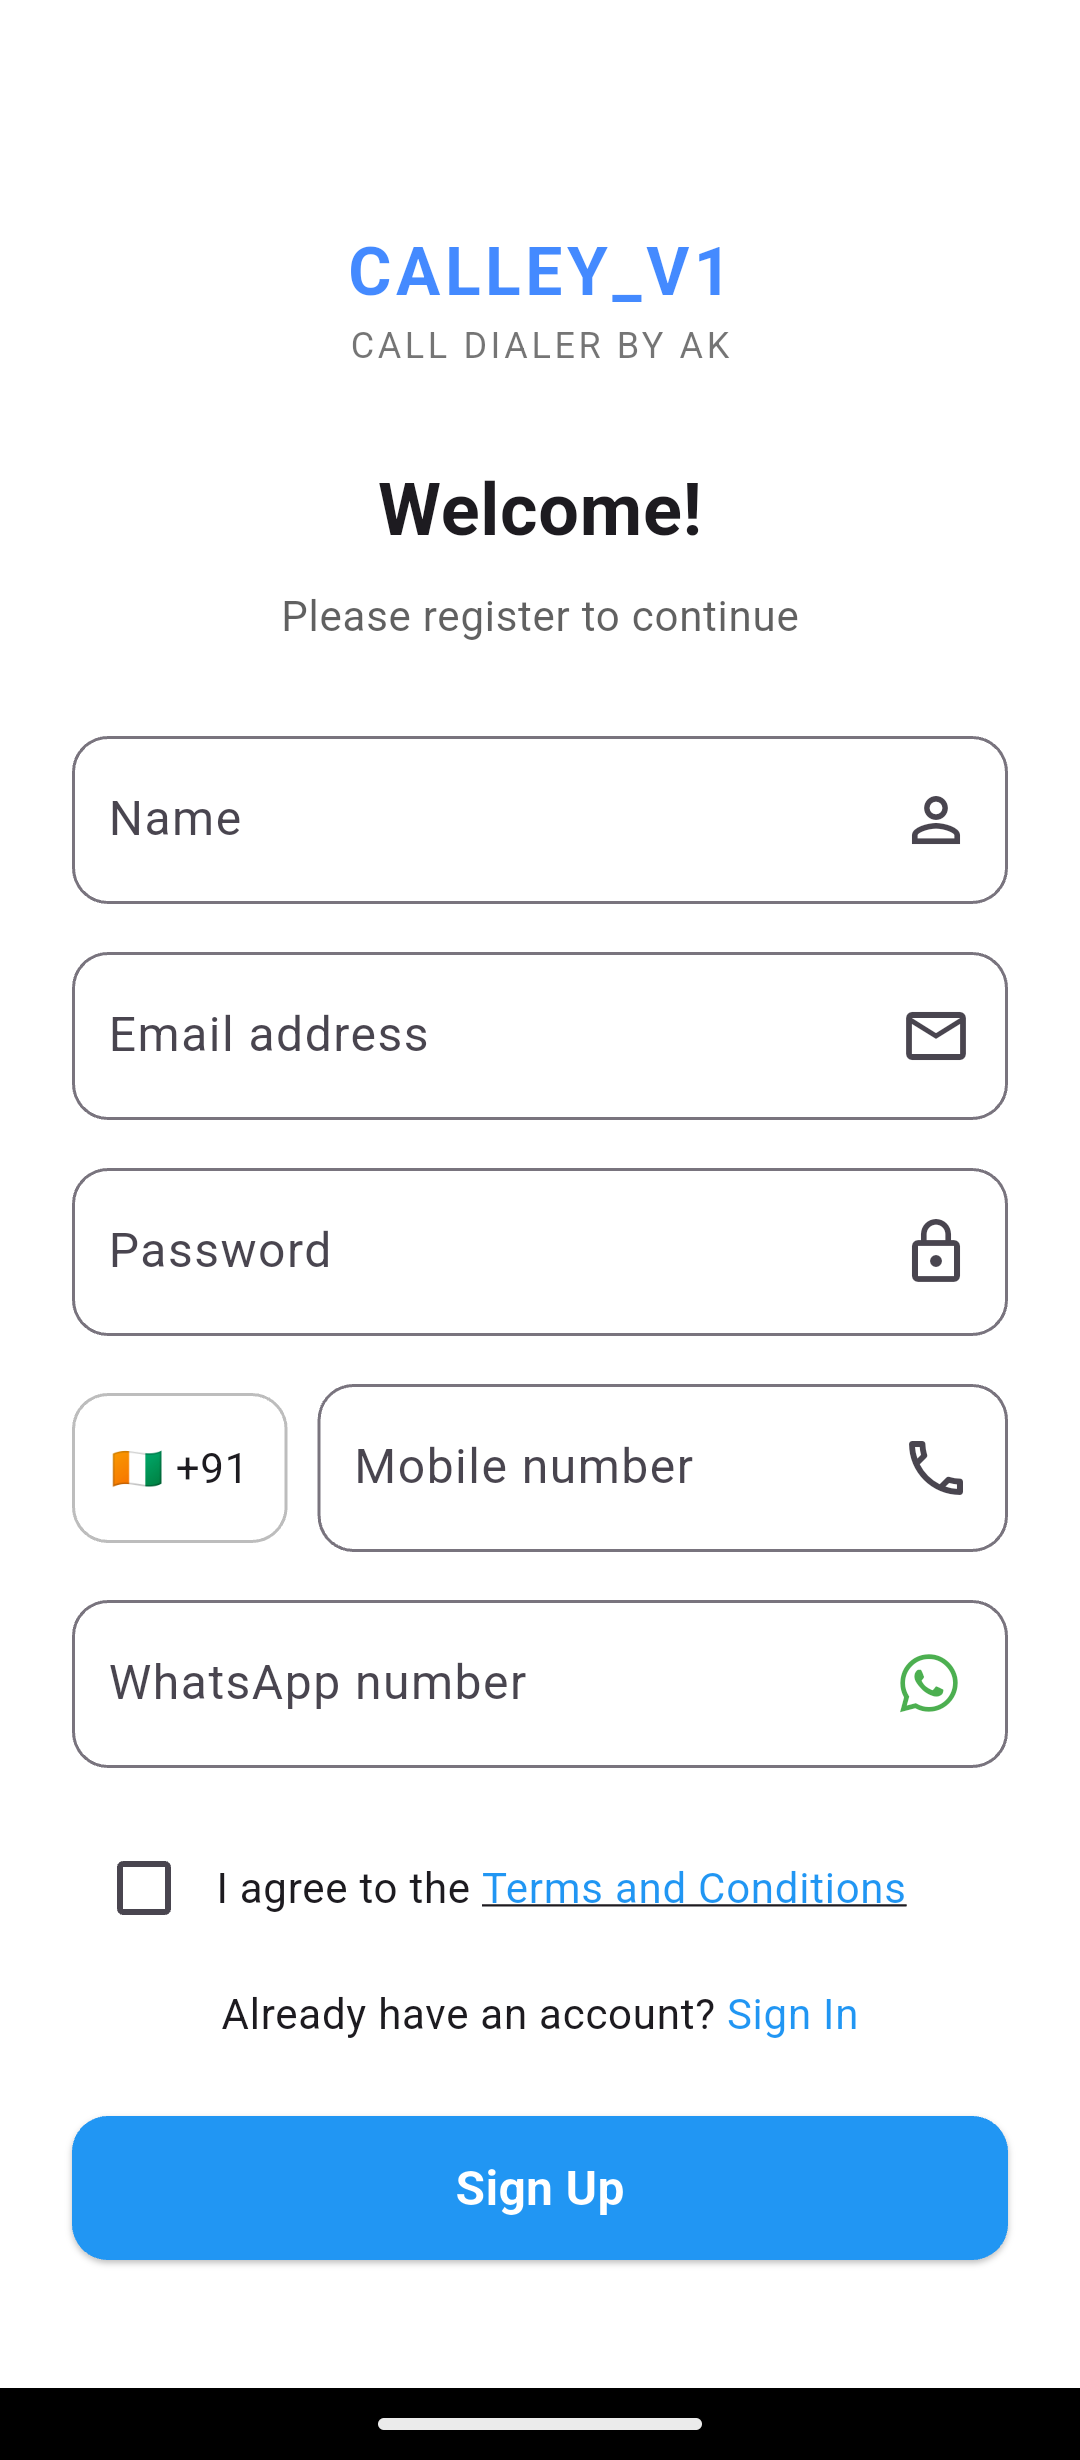 CALLEY_V1
CALL DIALER BY AK
Welcome!
Please register to continue
Name
Email address
Password
🇨🇮 +91
Mobile number
WhatsApp number
I agree to the Terms and Conditions
Already have an account? Sign In
Sign Up